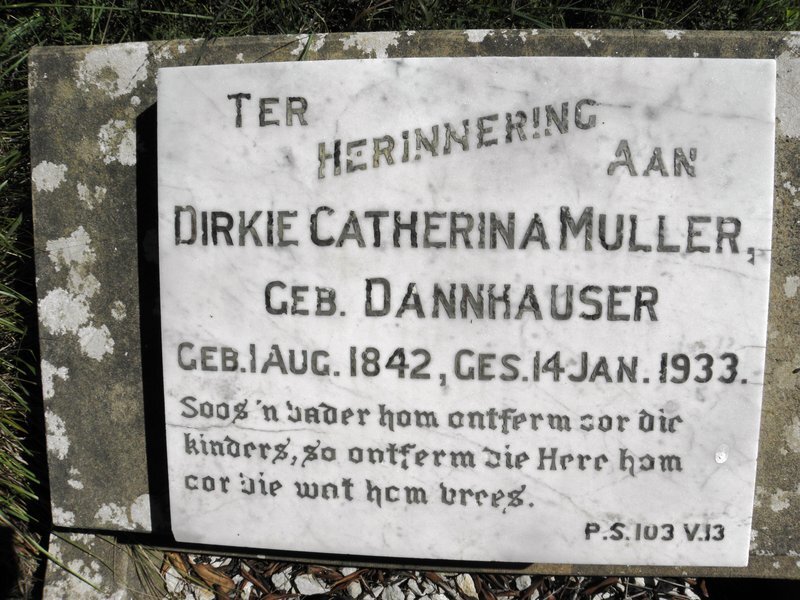 TER HERINNERING AAN
DIRKIE CATHERINA MULLER,
GEB. DANNHAUSER
GEB. 1 AUG. 1842, GES. 14 JAN. 1933.
Soos 'n vader hom ontferm oor die
kinders, so ontferm die Here hom
oor die wat hom vrees.
P.S. 103 V.13